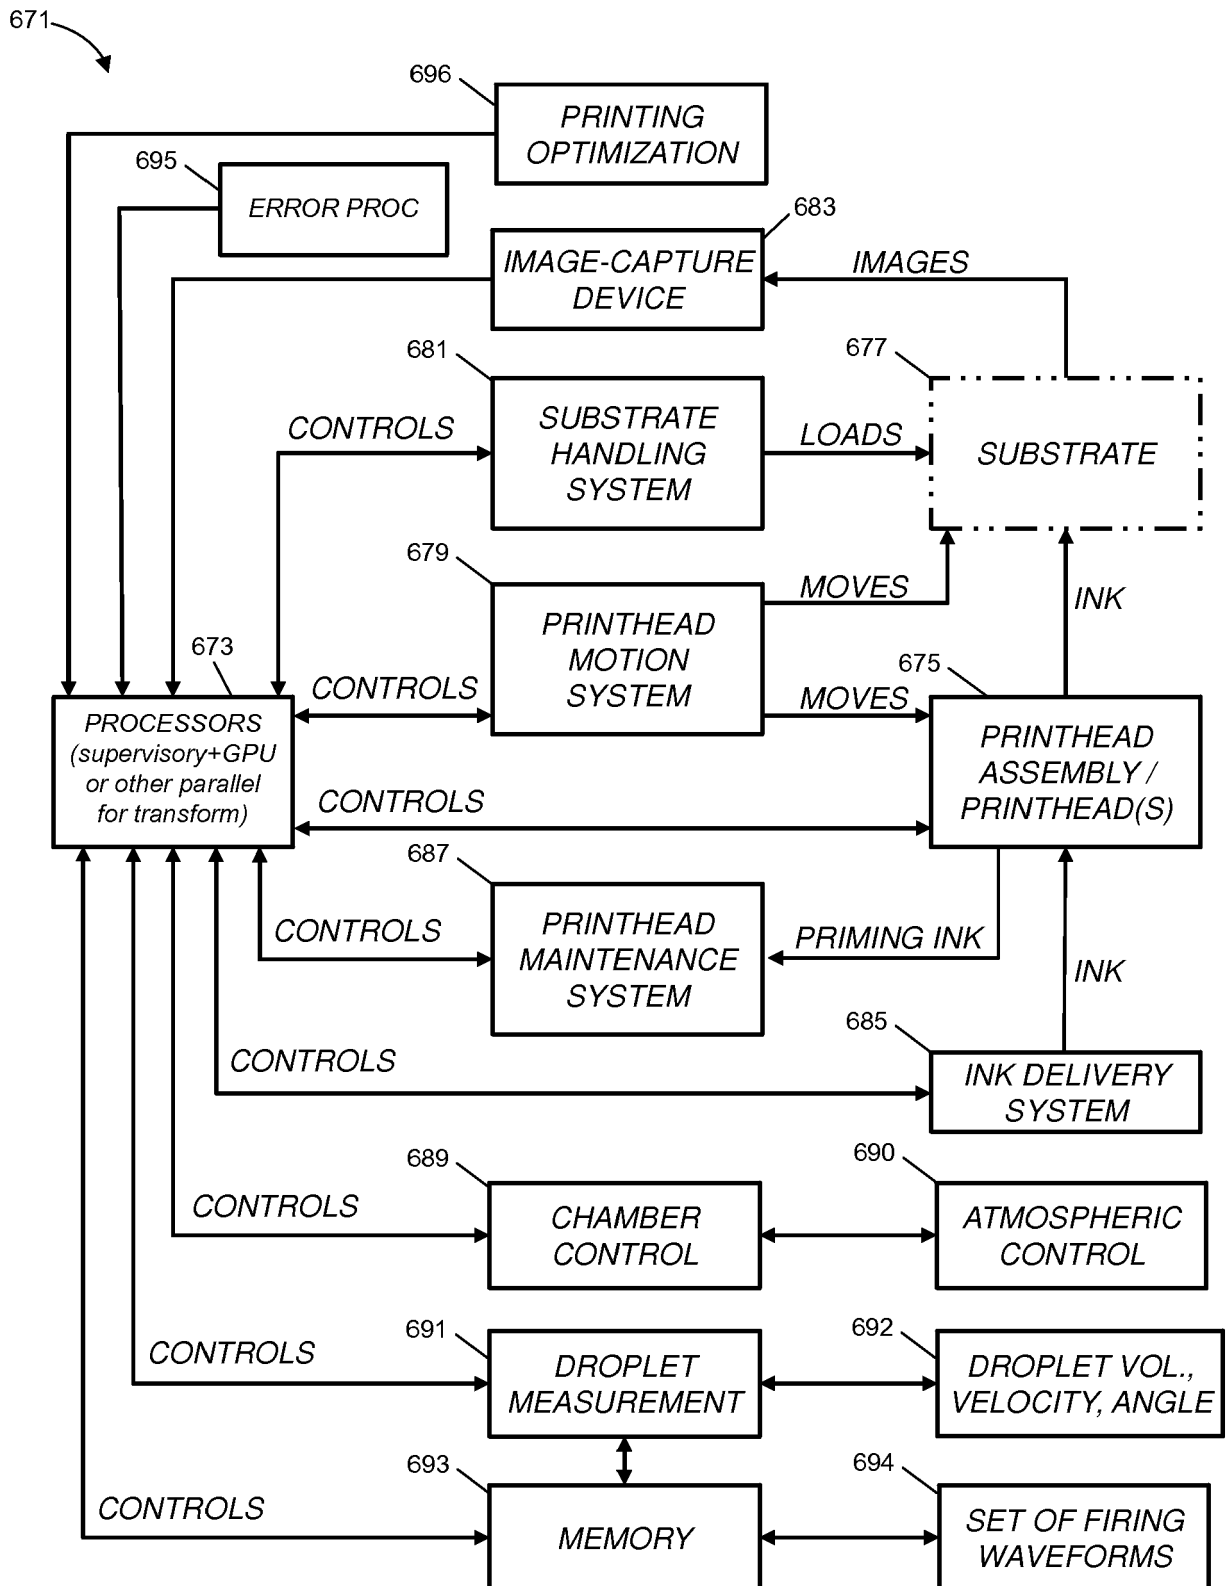 671
696
PRINTING
OPTIMIZATION
695
ERROR PROC
683
IMAGE-CAPTURE
DEVICE
IMAGES
681
677
CONTROLS
SUBSTRATE
HANDLING
SYSTEM
LOADS
SUBSTRATE
679
MOVES
INK
PRINTHEAD
MOTION
SYSTEM
673
CONTROLS
MOVES
675
PROCESSORS
(supervisory+GPU
or other parallel
for transform)
PRINTHEAD
ASSEMBLY /
PRINTHEAD(S)
CONTROLS
687
CONTROLS
PRINTHEAD
MAINTENANCE
SYSTEM
PRIMING INK
INK
685
CONTROLS
INK DELIVERY
SYSTEM
689
690
CONTROLS
CHAMBER
CONTROL
ATMOSPHERIC
CONTROL
691
692
CONTROLS
DROPLET
MEASUREMENT
DROPLET VOL.,
VELOCITY, ANGLE
693
694
CONTROLS
MEMORY
SET OF FIRING
WAVEFORMS